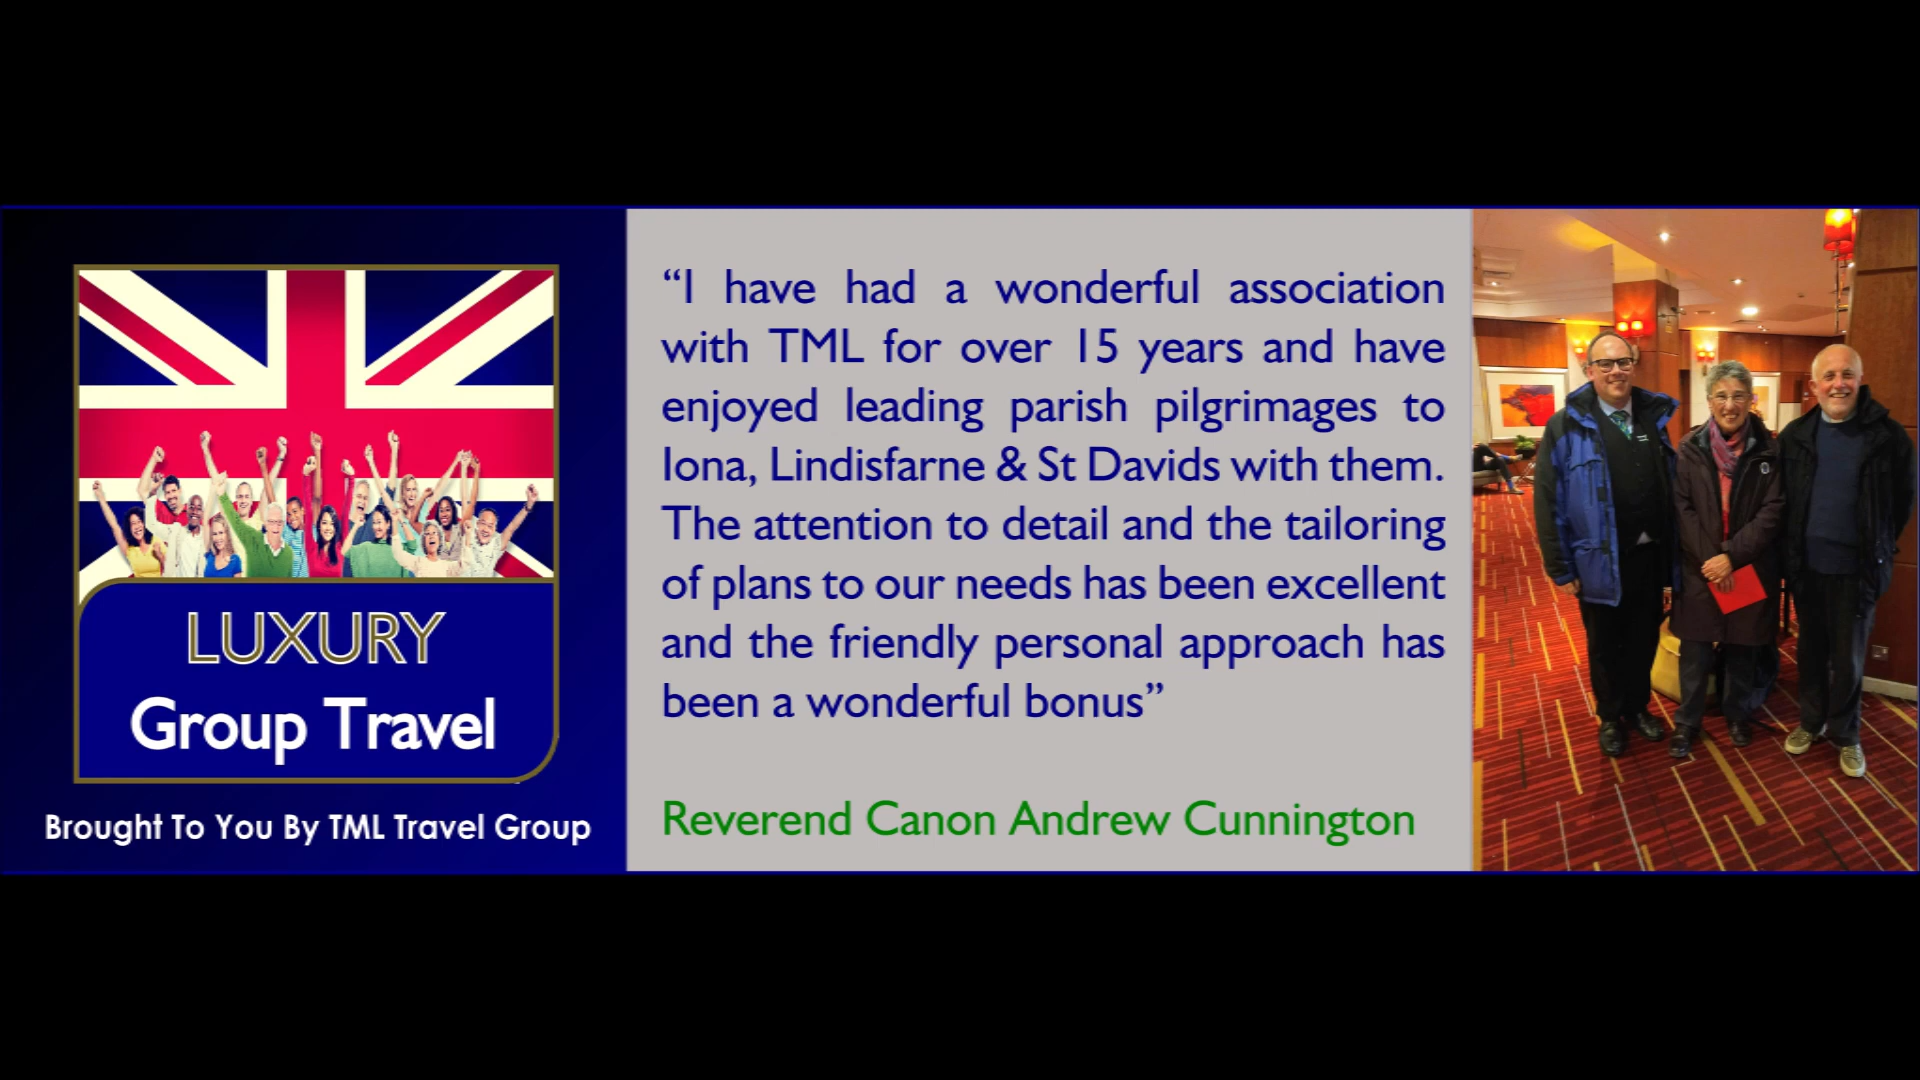 LUXURY
Group Travel
Brought To You By TML Travel Group
“I have had a wonderful association
with TML for over 15 years and have
enjoyed leading parish pilgrimages to
Iona, Lindisfarne & St Davids with them.
The attention to detail and the tailoring
of plans to our needs has been excellent
and the friendly personal approach has
been a wonderful bonus”
Reverend Canon Andrew Cunnington